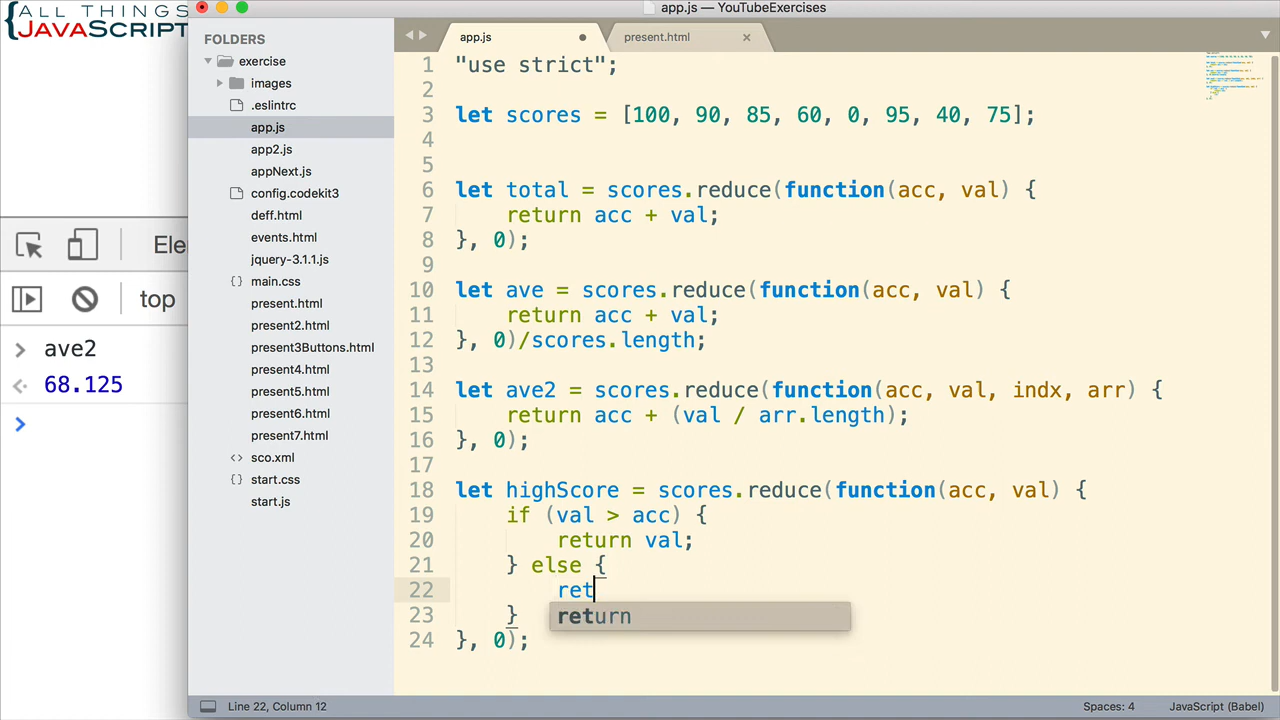 {ALL THINGS
JAVASCRIPT
app.js — YouTubeExercises
FOLDERS
exercise
images
.eslintrc
app.js
app2.js
appNext.js
config.codekit3
deff.html
events.html
jquery-3.1.1.js
main.css
present.html
present2.html
present3Buttons.html
present4.html
present5.html
present6.html
present7.html
sco.xml
start.css
start.js
Ele
top
ave2
68.125
app.js
present.html
1 "use strict";
2
3 let scores = [100, 90, 85, 60, 0, 95, 40, 75];
4
5
6 let total = scores.reduce(function(acc, val) {
7 return acc + val;
8 }, 0);
9
10 let ave = scores.reduce(function(acc, val) {
11 return acc + val;
12 }, 0)/scores.length;
13
14 let ave2 = scores.reduce(function(acc, val, indx, arr) {
15 return acc + (val / arr.length);
16 }, 0);
17
18 let highScore = scores.reduce(function(acc, val) {
19 if (val > acc) {
20 return val;
21 } else {
22 ret
return
23 }
24 }, 0);
Line 22, Column 12
Spaces: 4
JavaScript (Babel)